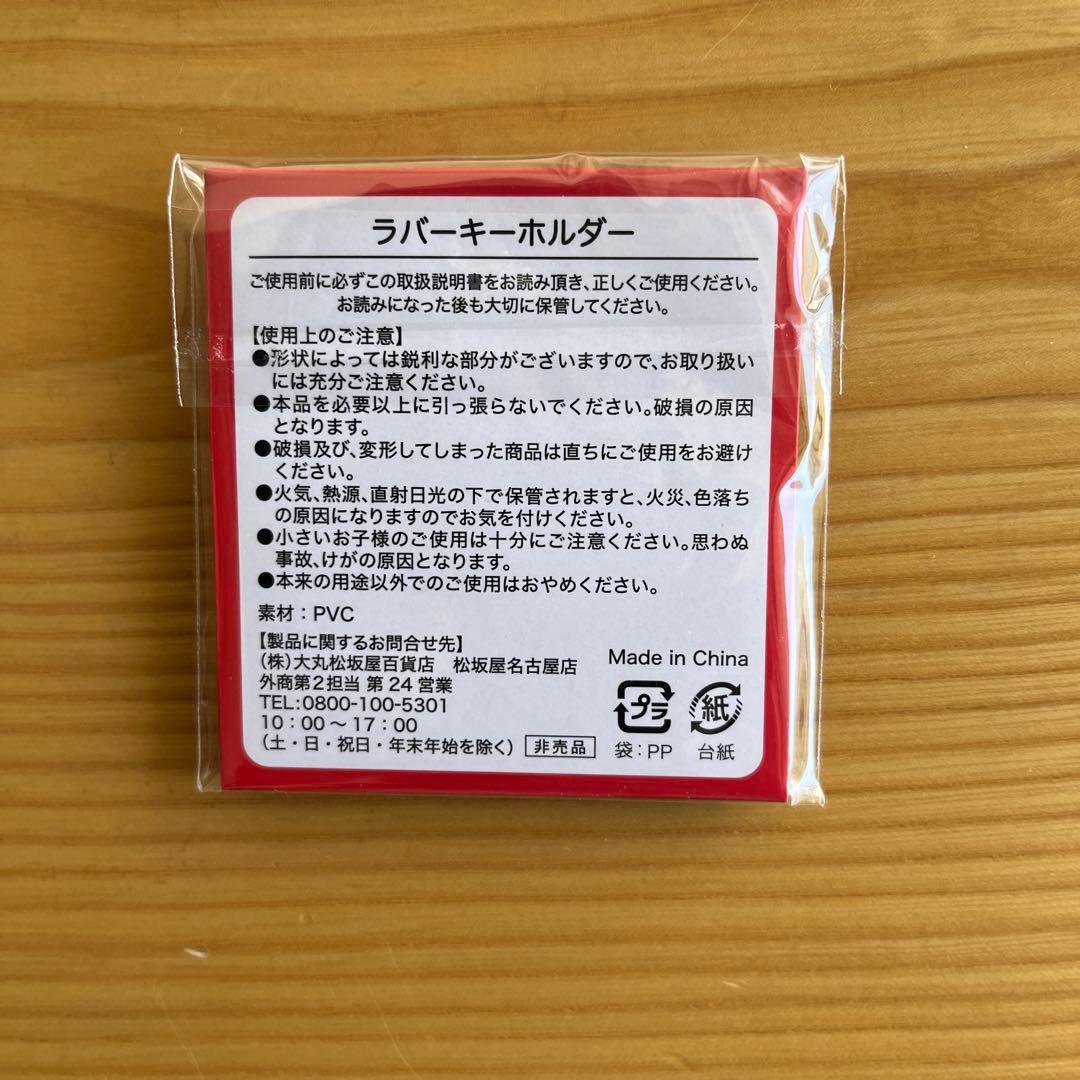 ラバーキーホルダー
ご使用前に必ずこの取扱説明書をお読み頂き、正しくご使用ください。
お読みになった後も大切に保管してください。
【使用上のご注意】
●形状によっては鋭利な部分がございますので、お取り扱い
には充分ご注意ください。
●本品を必要以上に引っ張らないでください。破損の原因
となります。
●破損及び、変形してしまった商品は直ちにご使用をお避け
ください。
●火気、熱源、直射日光の下で保管されますと、火災、色落ち
の原因になりますのでお気を付けください。
●小さいお子様のご使用は十分にご注意ください。思わぬ
事故、けがの原因となります。
●本来の用途以外でのご使用はおやめください。
素材：PVC
【製品に関するお問合せ先】
（株）大丸松坂屋百貨店　松坂屋名古屋店
外商第2担当 第24営業
TEL:0800-100-5301
10：00～17：00
（土・日・祝日・年末年始を除く）
非売品
Made in China
プラ
紙
袋：PP
台紙